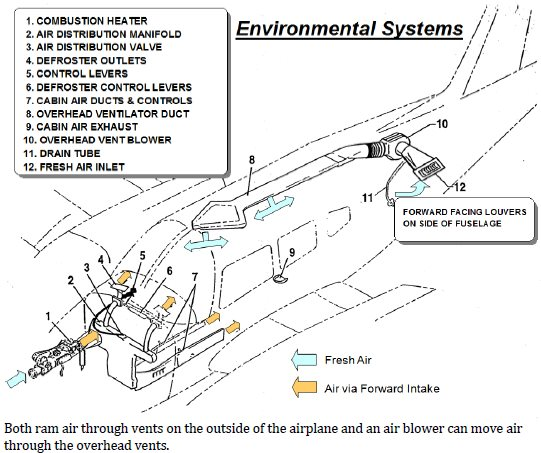 Environmental Systems
1. COMBUSTION HEATER
2. AIR DISTRIBUTION MANIFOLD
3. AIR DISTRIBUTION VALVE
4. DEFROSTER OUTLETS
5. CONTROL LEVERS
6. DEFROSTER CONTROL LEVERS
7. CABIN AIR DUCTS & CONTROLS
8. OVERHEAD VENTILATOR DUCT
9. CABIN AIR EXHAUST
10. OVERHEAD VENT BLOWER
11. DRAIN TUBE
12. FRESH AIR INLET
10
8
12
11
FORWARD FACING LOUVERS
ON SIDE OF FUSELAGE
9
5
4
3
6
7
2
1
Fresh Air
Air via Forward Intake
Both ram air through vents on the outside of the airplane and an air blower can move air
through the overhead vents.